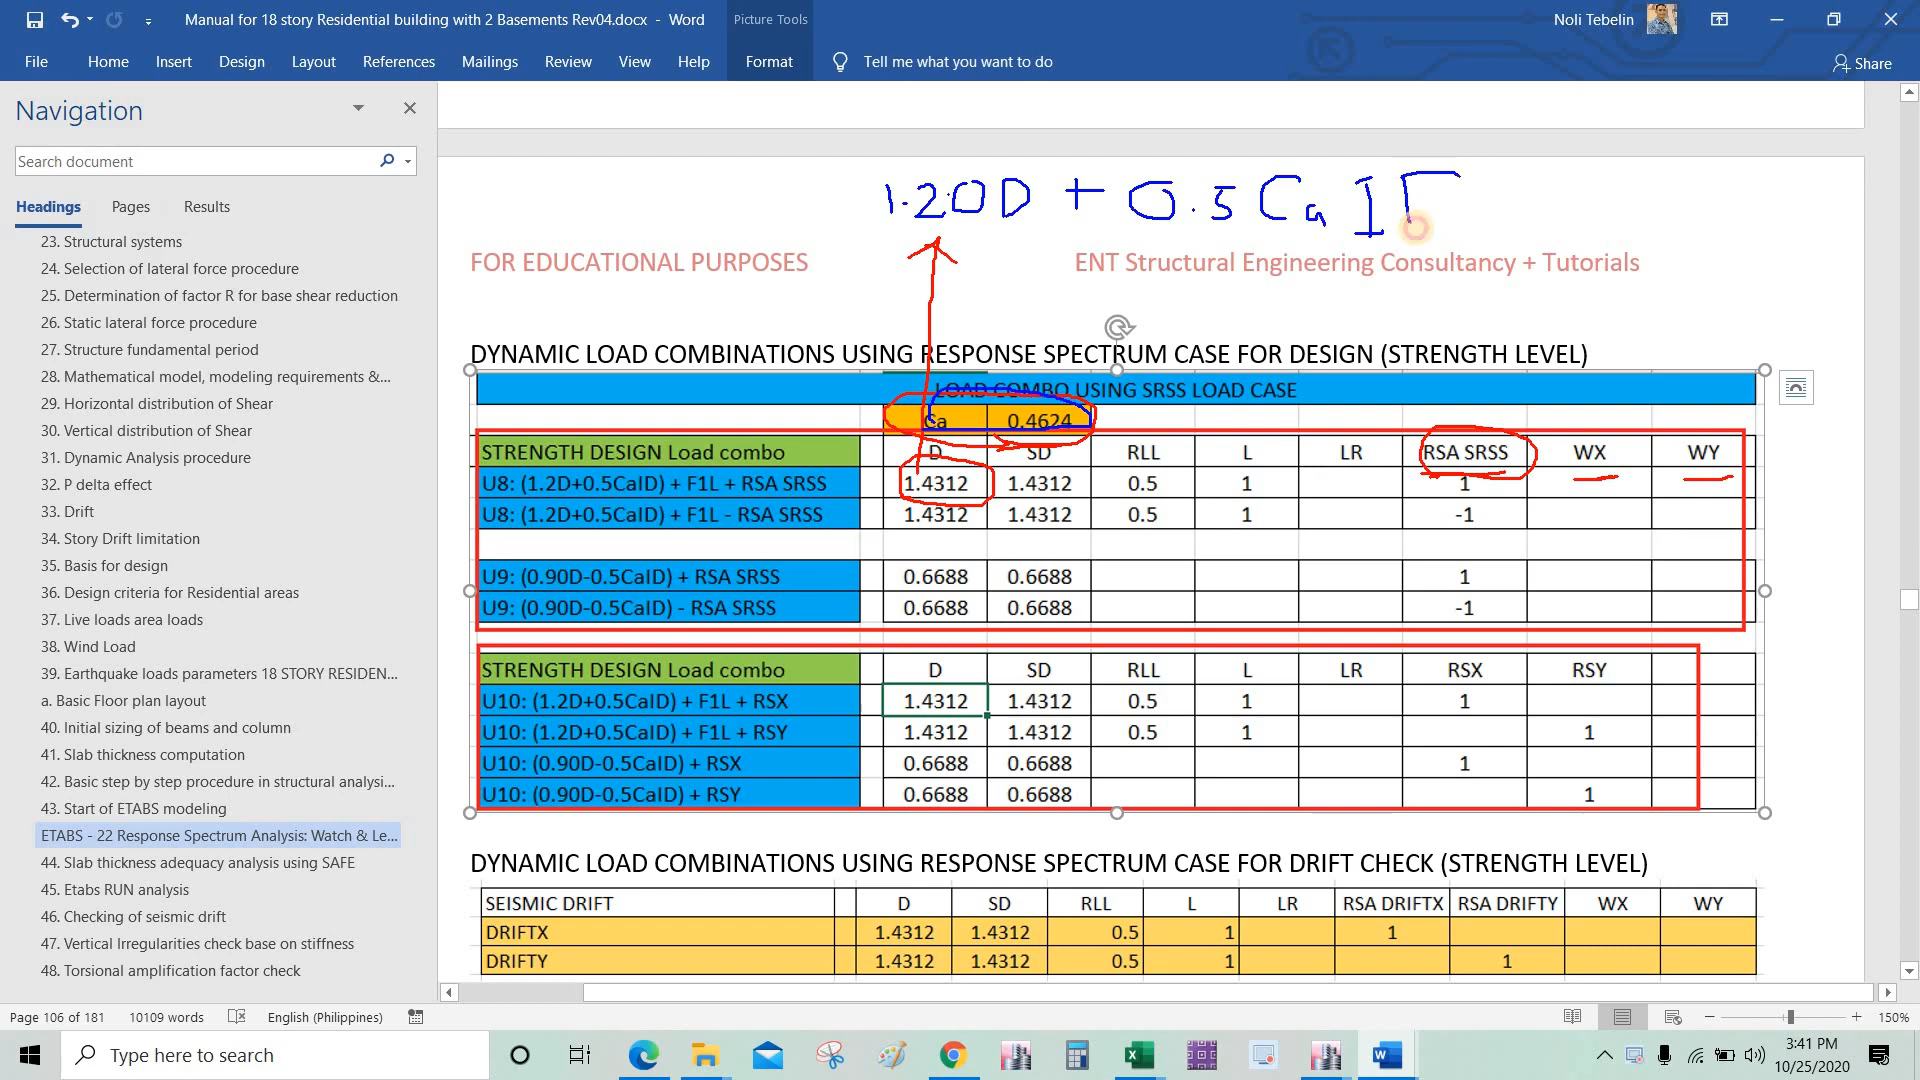 Manual for 18 story Residential building with 2 Basements Rev04.docx - Word
Picture Tools
Noli Tebelin
File Home Insert Design Layout References Mailings Review View Help Format Tell me what you want to do Share
Navigation
Search document
Headings Pages Results
23. Structural systems
24. Selection of lateral force procedure
25. Determination of factor R for base shear reduction
26. Static lateral force procedure
27. Structure fundamental period
28. Mathematical model, modeling requirements &...
29. Horizontal distribution of Shear
30. Vertical distribution of Shear
31. Dynamic Analysis procedure
32. P delta effect
33. Drift
34. Story Drift limitation
35. Basis for design
36. Design criteria for Residential areas
37. Live loads area loads
38. Wind Load
39. Earthquake loads parameters 18 STORY RESIDEN...
a. Basic Floor plan layout
40. Initial sizing of beams and column
41. Slab thickness computation
42. Basic step by step procedure in structural analysi...
43. Start of ETABS modeling
ETABS - 22 Response Spectrum Analysis: Watch & Le...
44. Slab thickness adequacy analysis using SAFE
45. Etabs RUN analysis
46. Checking of seismic drift
47. Vertical Irregularities check base on stiffness
48. Torsional amplification factor check
1.20D + 0.5 Ca I
FOR EDUCATIONAL PURPOSES ENT Structural Engineering Consultancy + Tutorials
DYNAMIC LOAD COMBINATIONS USING RESPONSE SPECTRUM CASE FOR DESIGN (STRENGTH LEVEL)
LOAD COMBO USING SRSS LOAD CASE
Ca 0.4624
STRENGTH DESIGN Load combo D SD RLL L LR RSA SRSS WX WY
U8: (1.2D+0.5CaID) + F1L + RSA SRSS 1.4312 1.4312 0.5 1 1
U8: (1.2D+0.5CaID) + F1L - RSA SRSS 1.4312 1.4312 0.5 1 -1
U9: (0.90D-0.5CaID) + RSA SRSS 0.6688 0.6688 1
U9: (0.90D-0.5CaID) - RSA SRSS 0.6688 0.6688 -1
STRENGTH DESIGN Load combo D SD RLL L LR RSX RSY
U10: (1.2D+0.5CaID) + F1L + RSX 1.4312 1.4312 0.5 1 1
U10: (1.2D+0.5CaID) + F1L + RSY 1.4312 1.4312 0.5 1 1
U10: (0.90D-0.5CaID) + RSX 0.6688 0.6688 1
U10: (0.90D-0.5CaID) + RSY 0.6688 0.6688 1
DYNAMIC LOAD COMBINATIONS USING RESPONSE SPECTRUM CASE FOR DRIFT CHECK (STRENGTH LEVEL)
SEISMIC DRIFT D SD RLL L LR RSA DRIFTX RSA DRIFTY WX WY
DRIFTX 1.4312 1.4312 0.5 1 1
DRIFTY 1.4312 1.4312 0.5 1 1
Page 106 of 181 10109 words English (Philippines) 150%
Type here to search
3:41 PM
10/25/2020